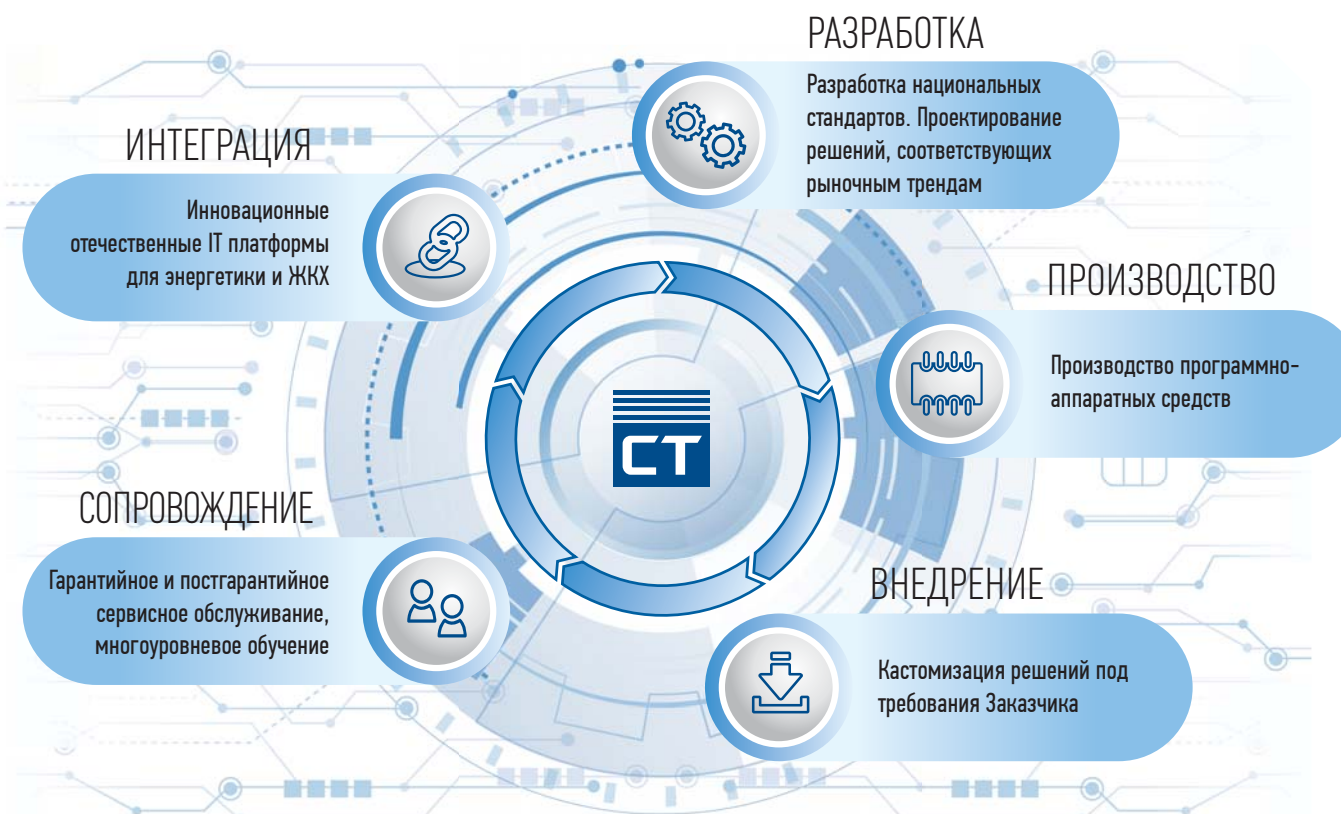 РАЗРАБОТКА
Разработка национальных
стандартов. Проектирование
решений, соответствующих
рыночным трендам
ИНТЕГРАЦИЯ
Инновационные
отечественные IT платформы
для энергетики и ЖКХ
ПРОИЗВОДСТВО
Производство программно-
аппаратных средств
СТ
СОПРОВОЖДЕНИЕ
Гарантийное и постгарантийное
сервисное обслуживание,
многоуровневое обучение
ВНЕДРЕНИЕ
Кастомизация решений под
требования Заказчика